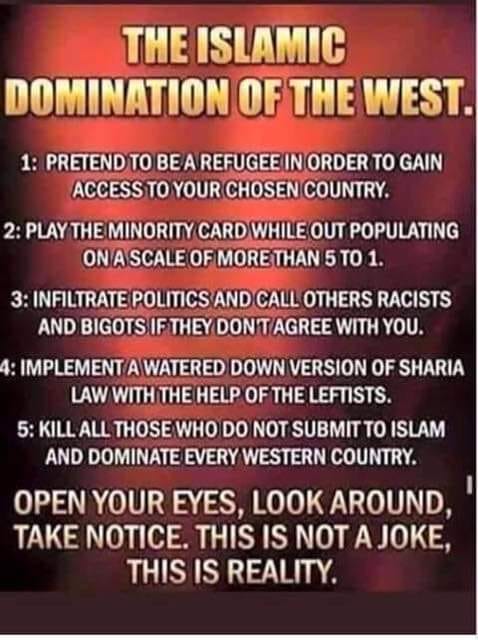 THE ISLAMIC
DOMINATION OF THE WEST.
1: PRETEND TO BE A REFUGEE IN ORDER TO GAIN
ACCESS TO YOUR CHOSEN COUNTRY.
2: PLAY THE MINORITY CARD WHILE OUT POPULATING
ON A SCALE OF MORE THAN 5 TO 1.
3: INFILTRATE POLITICS AND CALL OTHERS RACISTS
AND BIGOTS IF THEY DON'T AGREE WITH YOU.
4: IMPLEMENT A WATERED DOWN VERSION OF SHARIA
LAW WITH THE HELP OF THE LEFTISTS.
5: KILL ALL THOSE WHO DO NOT SUBMIT TO ISLAM
AND DOMINATE EVERY WESTERN COUNTRY.
OPEN YOUR EYES, LOOK AROUND,
TAKE NOTICE. THIS IS NOT A JOKE,
THIS IS REALITY.